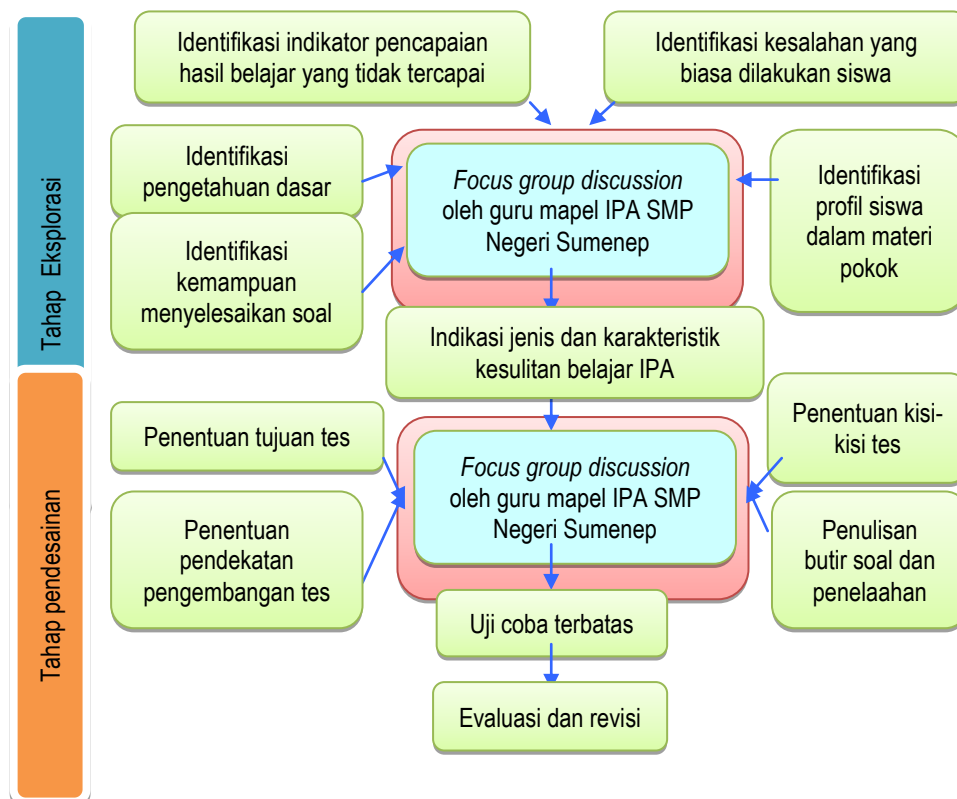 Tahap Eksplorasi
Identifikasi indikator pencapaian
hasil belajar yang tidak tercapai
Identifikasi kesalahan yang
biasa dilakukan siswa
Identifikasi
pengetahuan dasar
Focus group discussion
oleh guru mapel IPA SMP
Negeri Sumenep
Identifikasi
profil siswa
dalam materi
pokok
Identifikasi
kemampuan
menyelesaikan soal
Indikasi jenis dan karakteristik
kesulitan belajar IPA
Tahap pendesainan
Penentuan tujuan tes
Focus group discussion
oleh guru mapel IPA SMP
Negeri Sumenep
Penentuan kisi-
kisi tes
Penentuan
pendekatan
pengembangan tes
Penulisan
butir soal dan
penelaahan
Uji coba terbatas
Evaluasi dan revisi